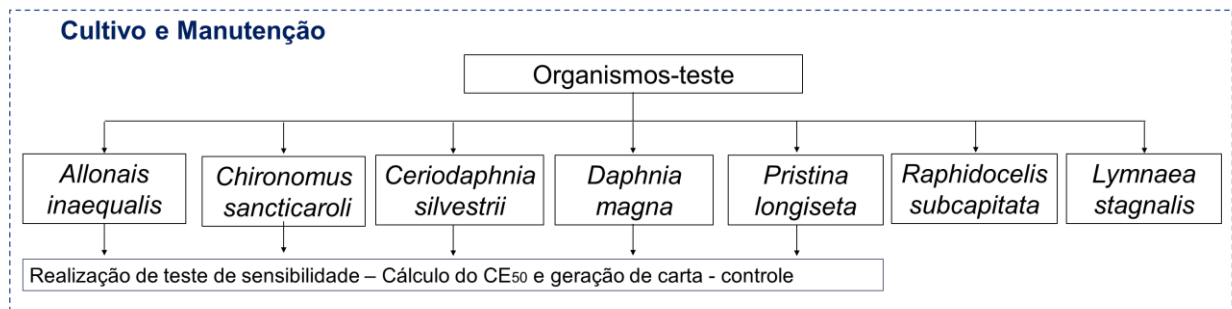 Cultivo e Manutenção
Organismos-teste
Allonais
inaequalis
Chironomus
sancticaroli
Ceriodaphnia
silvestrii
Daphnia
magna
Pristina
longiseta
Raphidocelis
subcapitata
Lymnaea
stagnalis
Realização de teste de sensibilidade – Cálculo do CE50 e geração de carta - controle